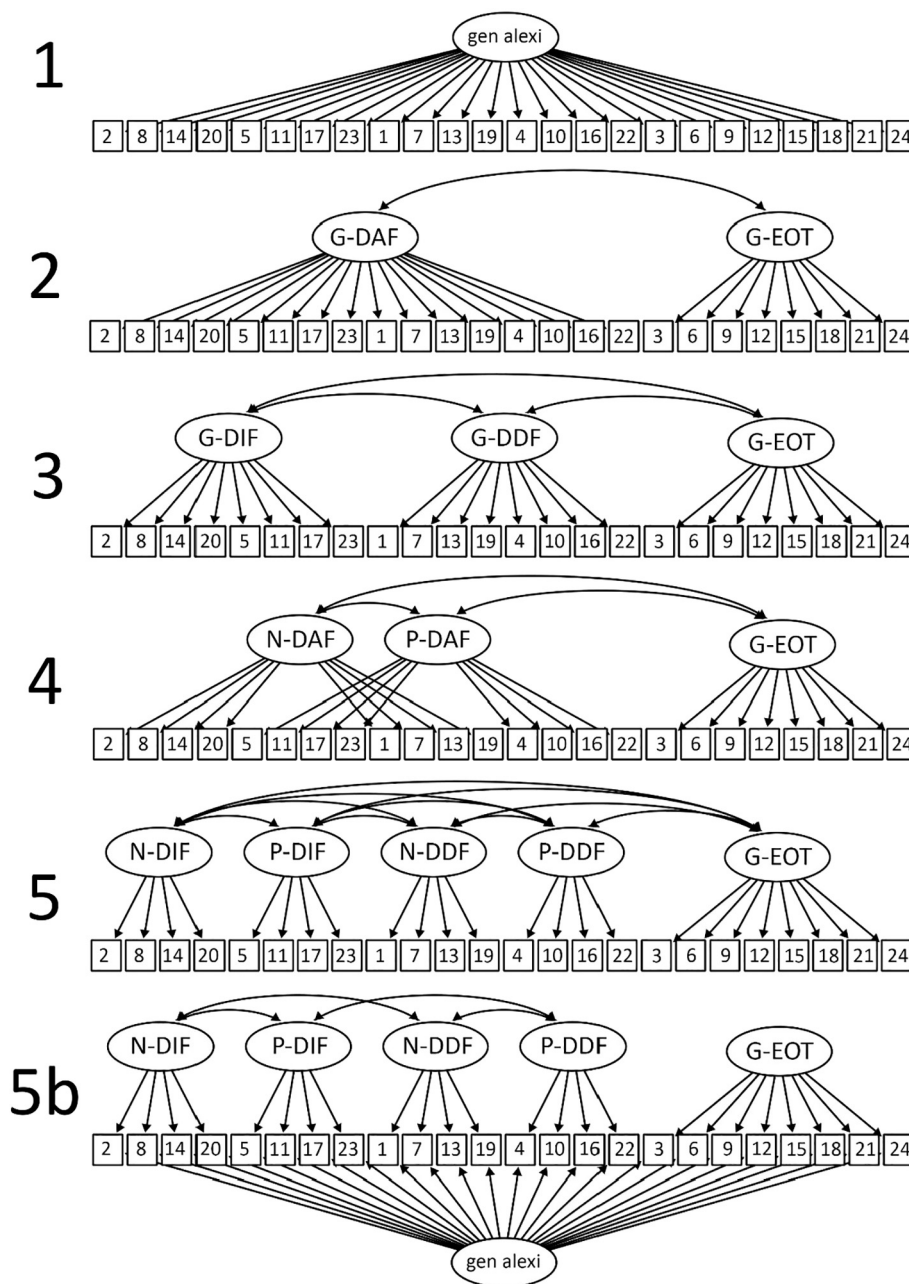 gen alexi
1
2 8 14 20 5 11 17 23 1 7 13 19 4 10 16 22 3 6 9 12 15 18 21 24
G-DAF G-EOT
2
2 8 14 20 5 11 17 23 1 7 13 19 4 10 16 22 3 6 9 12 15 18 21 24
G-DIF G-DDF G-EOT
3
2 8 14 20 5 11 17 23 1 7 13 19 4 10 16 22 3 6 9 12 15 18 21 24
N-DAF P-DAF G-EOT
4
2 8 14 20 5 11 17 23 1 7 13 19 4 10 16 22 3 6 9 12 15 18 21 24
N-DIF P-DIF N-DDF P-DDF G-EOT
5
2 8 14 20 5 11 17 23 1 7 13 19 4 10 16 22 3 6 9 12 15 18 21 24
N-DIF P-DIF N-DDF P-DDF G-EOT
5b
2 8 14 20 5 11 17 23 1 7 13 19 4 10 16 22 3 6 9 12 15 18 21 24
gen alexi